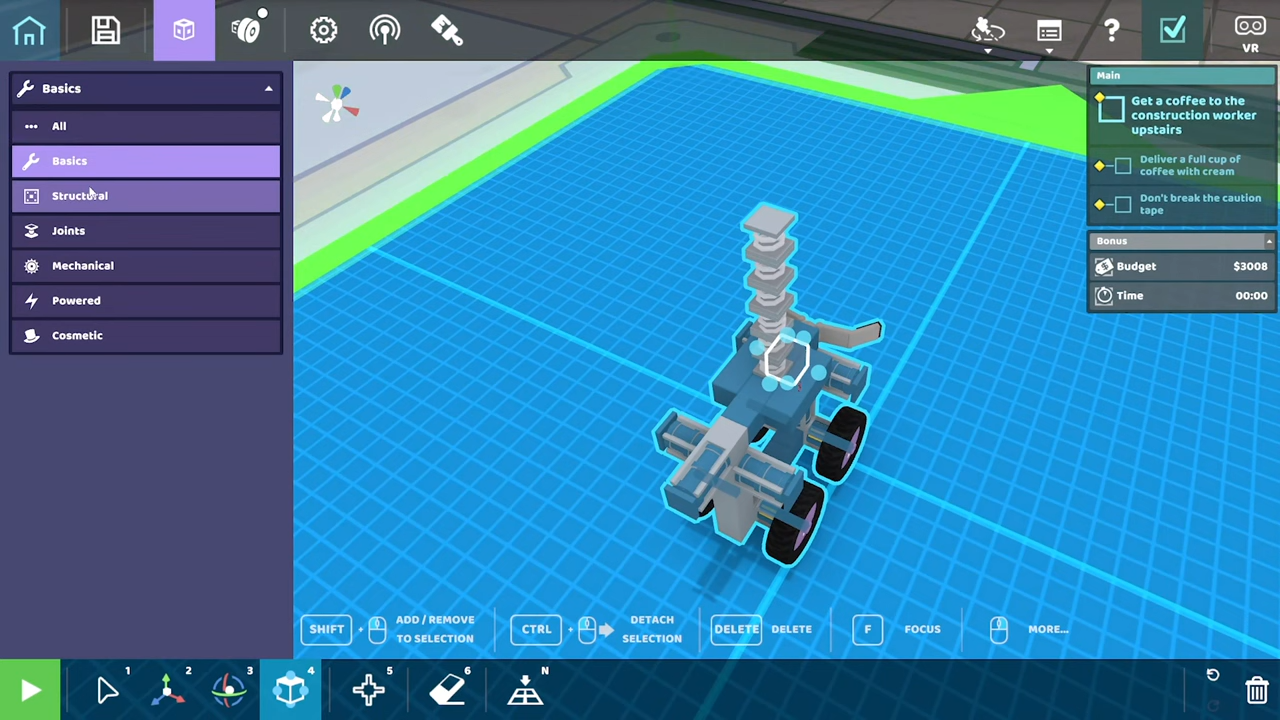 VR
Basics
All
Basics
Structural
Joints
Mechanical
Powered
Cosmetic
Main
Get a coffee to the
construction worker
upstairs
Deliver a full cup of
coffee with cream
Don't break the caution
tape
Bonus
Budget $3008
Time 00:00
SHIFT + ADD / REMOVE
TO SELECTION
CTRL + DETACH
SELECTION
DELETE DELETE
F FOCUS
MORE...
1 2 3 4 5 6 N